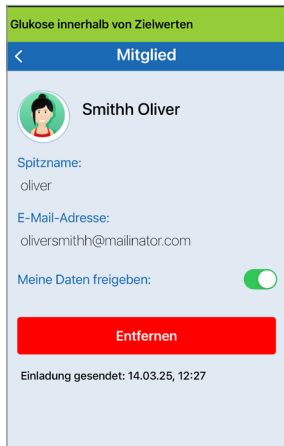 Glukose innerhalb von Zielwerten
Mitglied
Smithh Oliver
Spitzname:
oliver
E-Mail-Adresse:
oliversmithh@mailinator.com
Meine Daten freigeben:
Entfernen
Einladung gesendet: 14.03.25, 12:27